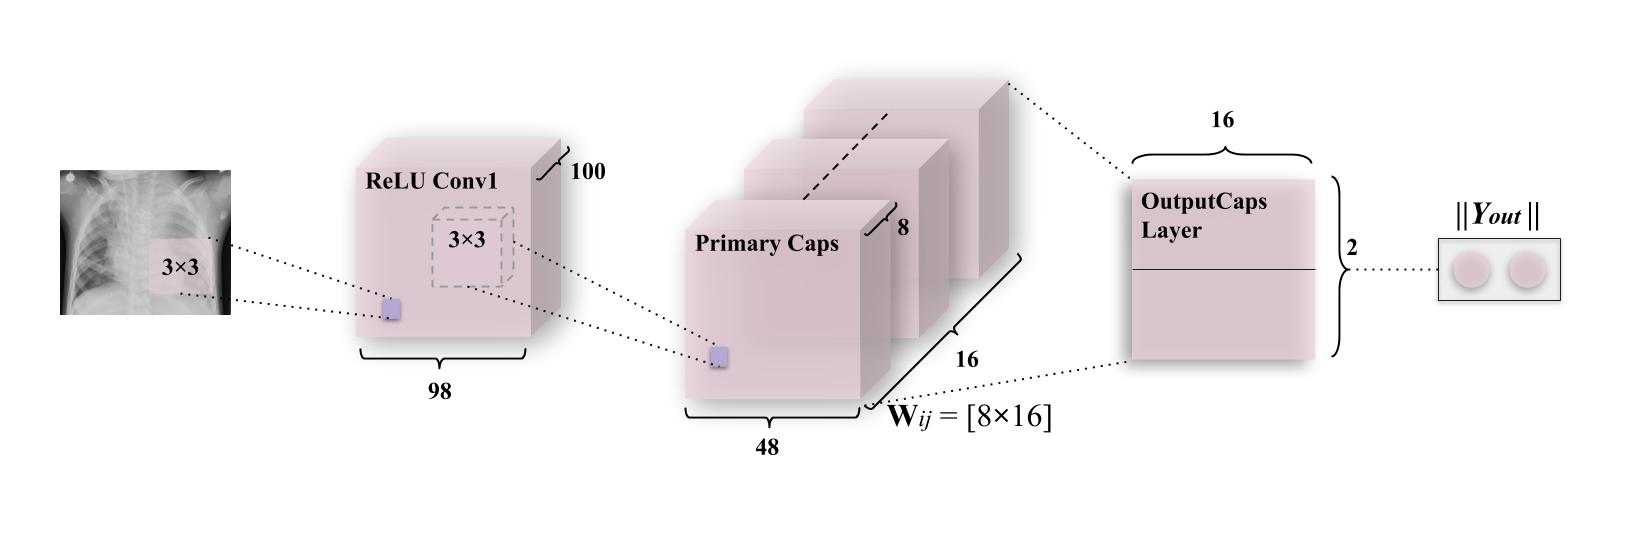 3×3
ReLU Conv1
3×3
100
98
Primary Caps
8
16
48
Wij = [8×16]
16
OutputCaps
Layer
2
||Yout ||